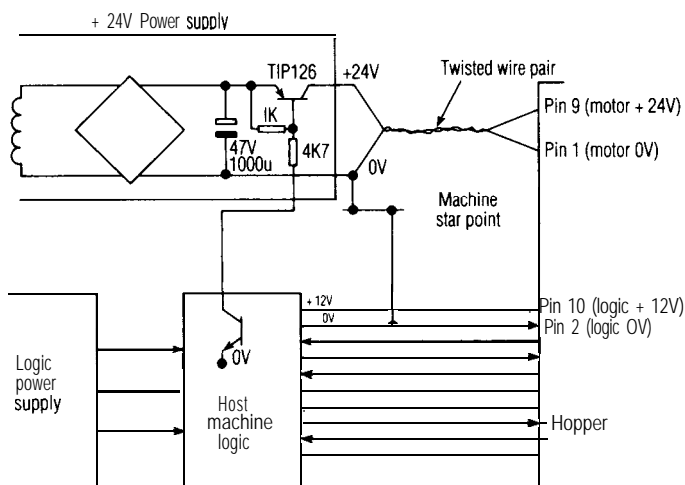 + 24V Power supply
TIP126
+24V
Twisted wire pair
Pin 9 (motor + 24V)
1K
47V
1000u
4K7
0V
Pin 1 (motor 0V)
Machine
star point
+ 12V
0V
Pin 10 (logic + 12V)
Pin 2 (logic 0V)
0V
Logic
power
supply
Host
machine
logic
Hopper